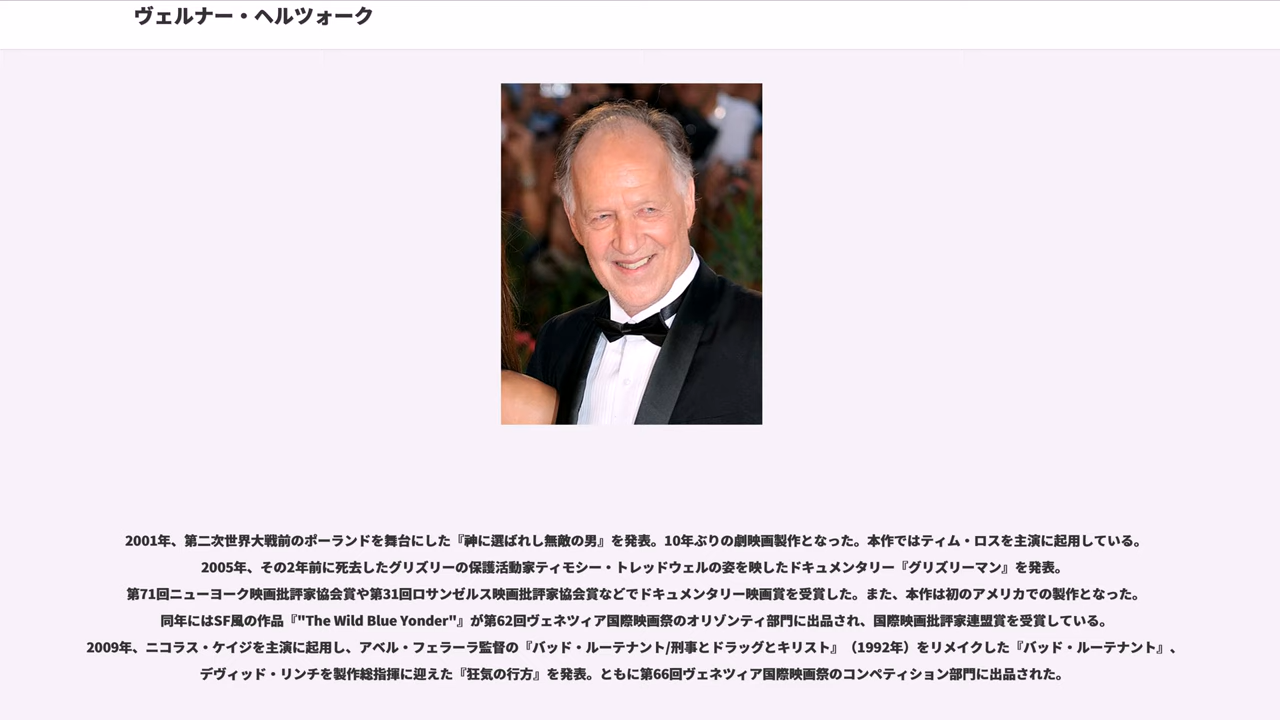 ヴェルナー・ヘルツォーク
2001年、第二次世界大戦前のポーランドを舞台にした『神に選ばれし無敵の男』を発表。10年ぶりの劇映画製作となった。本作ではティム・ロスを主演に起用している。
2005年、その2年前に死去したグリズリーの保護活動家ティモシー・トレッドウェルの姿を映したドキュメンタリー『グリズリーマン』を発表。
第71回ニューヨーク映画批評家協会賞や第31回ロサンゼルス映画批評家協会賞などでドキュメンタリー映画賞を受賞した。また、本作は初のアメリカでの製作となった。
同年にはSF風の作品『"The Wild Blue Yonder"』が第62回ヴェネツィア国際映画祭のオリゾンティ部門に出品され、国際映画批評家連盟賞を受賞している。
2009年、ニコラス・ケイジを主演に起用し、アベル・フェラーラ監督の『バッド・ルーテナント/刑事とドラッグとキリスト』（1992年）をリメイクした『バッド・ルーテナント』、
デヴィッド・リンチを製作総指揮に迎えた『狂気の行方』を発表。ともに第66回ヴェネツィア国際映画祭のコンペティション部門に出品された。